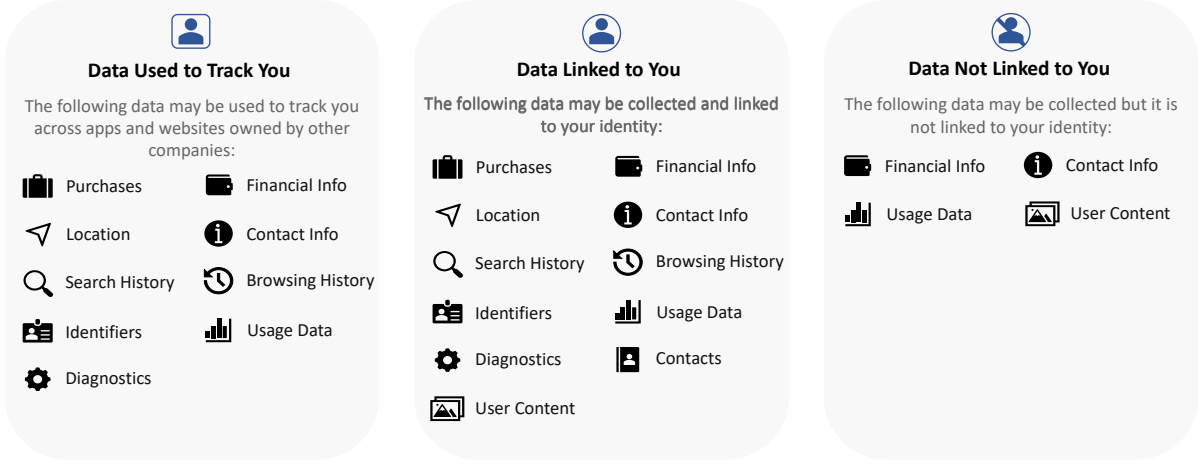 Data Used to Track You
The following data may be used to track you
across apps and websites owned by other
companies:
Purchases
Financial Info
Location
Contact Info
Search History
Browsing History
Identifiers
Usage Data
Diagnostics
Data Linked to You
The following data may be collected and linked
to your identity:
Purchases
Financial Info
Location
Contact Info
Search History
Browsing History
Identifiers
Usage Data
Diagnostics
Contacts
User Content
Data Not Linked to You
The following data may be collected but it is
not linked to your identity:
Financial Info
Contact Info
Usage Data
User Content